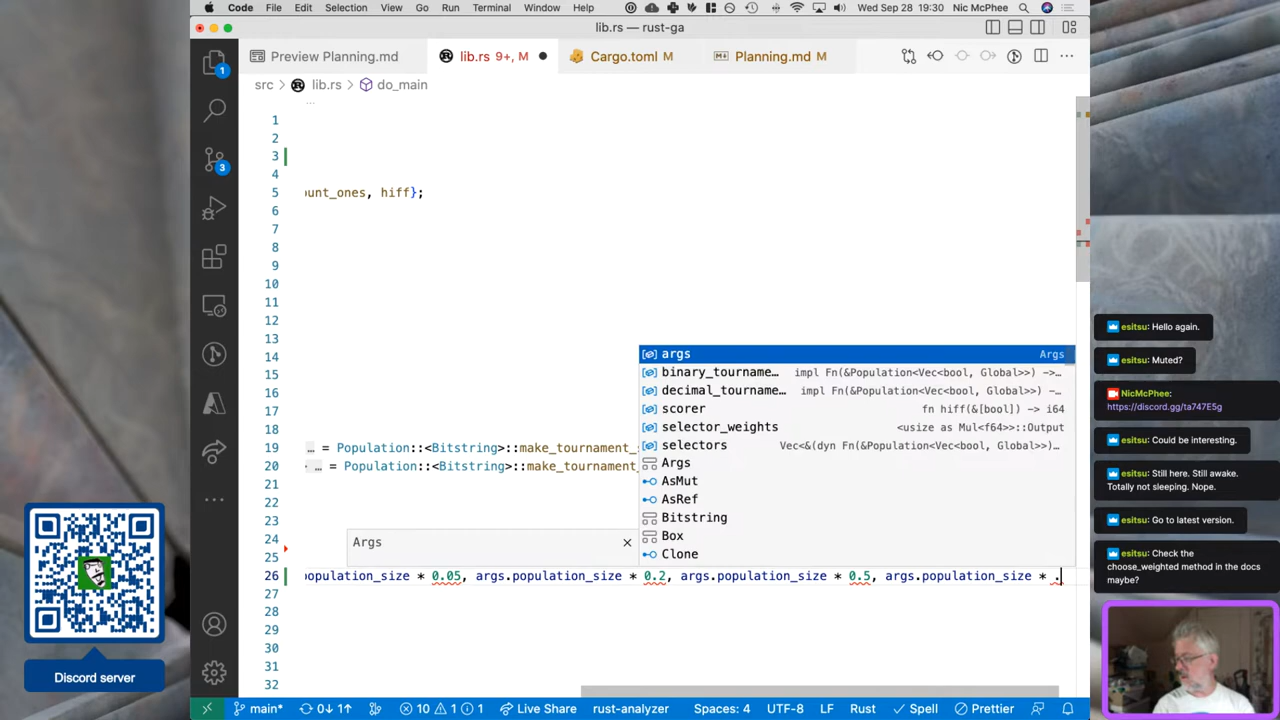 Code File Edit Selection View Go Run Terminal Window Help Wed Sep 28 19:30 Nic McPhee
lib.rs — rust-ga
Preview Planning.md lib.rs 9+, M Cargo.toml M Planning.md M
src > lib.rs > do_main
1
2
3
4
5 unt_ones, hiff};
6
7
8
9
10
11
12
13
14
15
16
17
18
19 … = Population::<Bitstring>::make_tournament_
20 … = Population::<Bitstring>::make_tournament_
21
22
23
24
25
26 population_size * 0.05, args.population_size * 0.2, args.population_size * 0.5, args.population_size * .
27
28
29
30
31
32
args Args
binary_tourname… impl Fn(&Population<Vec<bool, Global>>) ->…
decimal_tourname… impl Fn(&Population<Vec<bool, Global>>) -…
scorer fn hiff(&[bool]) -> i64
selector_weights <usize as Mul<f64>>::Output
selectors Vec<&(dyn Fn(&Population<Vec<bool, Global>>)…
Args
AsMut
AsRef
Bitstring
Box
Clone
Args
1
3
main* 0↓ 1↑ 10 1 1 Live Share rust-analyzer Spaces: 4 UTF-8 LF Rust Spell Prettier
Discord server
esitsu: Hello again.
esitsu: Muted?
NicMcPhee:
https://discord.gg/ta747E5g
esitsu: Could be interesting.
esitsu: Still here. Still awake.
Totally not sleeping. Nope.
esitsu: Go to latest version.
esitsu: Check the
choose_weighted method in the docs
maybe?